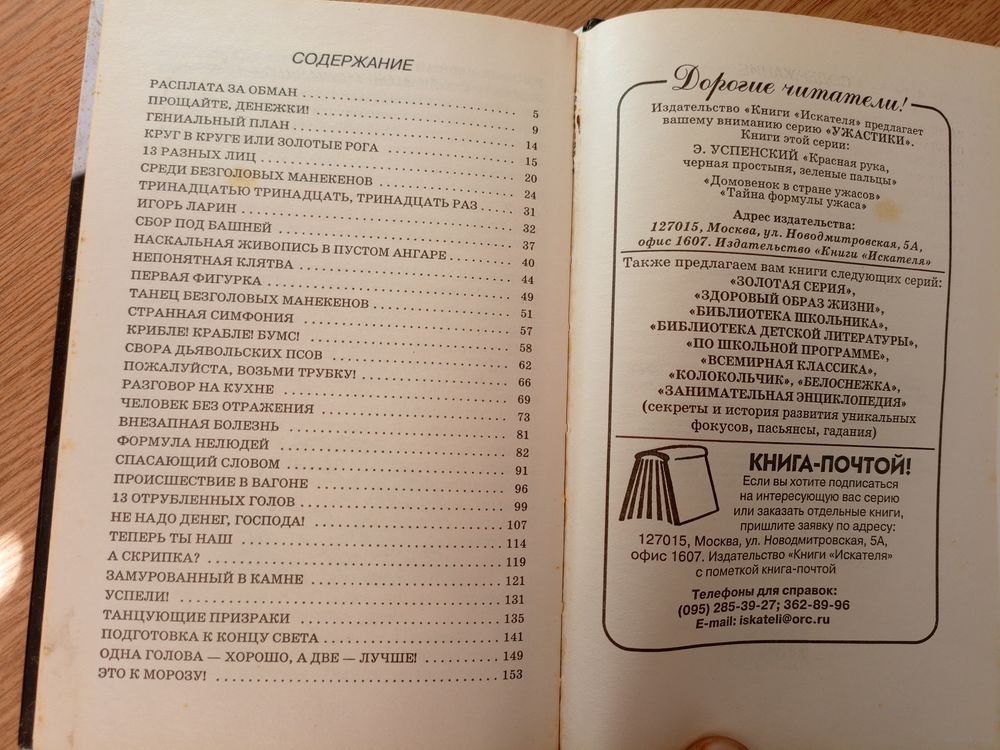 СОДЕРЖАНИЕ
РАСПЛАТА ЗА ОБМАН ........ 5
ПРОЩАЙТЕ, ДЕНЕЖКИ! ........ 9
ГЕНИАЛЬНЫЙ ПЛАН ........ 14
КРУГ В КРУГЕ ИЛИ ЗОЛОТЫЕ РОГА ........ 15
13 РАЗНЫХ ЛИЦ ........ 20
СРЕДИ БЕЗГОЛОВЫХ МАНЕКЕНОВ ........ 24
ТРИНАДЦАТЬЮ ТРИНАДЦАТЬ, ТРИНАДЦАТЬ РАЗ ..... 31
ИГОРЬ ЛАРИН ........ 32
СБОР ПОД БАШНЕЙ ........ 37
НАСКАЛЬНАЯ ЖИВОПИСЬ В ПУСТОМ АНГАРЕ ........ 40
НЕПОНЯТНАЯ КЛЯТВА ........ 44
ПЕРВАЯ ФИГУРКА ........ 49
ТАНЕЦ БЕЗГОЛОВЫХ МАНЕКЕНОВ ........ 51
СТРАННАЯ СИМФОНИЯ ........ 57
КРИБЛЕ! КРАБЛЕ! БУМС! ........ 58
СВОРА ДЬЯВОЛЬСКИХ ПСОВ ........ 62
ПОЖАЛУЙСТА, ВОЗЬМИ ТРУБКУ! ........ 66
РАЗГОВОР НА КУХНЕ ........ 69
ЧЕЛОВЕК БЕЗ ОТРАЖЕНИЯ ........ 73
ВНЕЗАПНАЯ БОЛЕЗНЬ ........ 81
ФОРМУЛА НЕЛЮДЕЙ ........ 82
СПАСАЮЩИЙ СЛОВОМ ........ 91
ПРОИСШЕСТВИЕ В ВАГОНЕ ........ 96
13 ОТРУБЛЕННЫХ ГОЛОВ ........ 99
НЕ НАДО ДЕНЕГ, ГОСПОДА! ........ 107
ТЕПЕРЬ ТЫ НАШ ........ 114
А СКРИПКА? ........ 119
ЗАМУРОВАННЫЙ В КАМНЕ ........ 121
УСПЕЛИ! ........ 131
ТАНЦУЮЩИЕ ПРИЗРАКИ ........ 135
ПОДГОТОВКА К КОНЦУ СВЕТА ........ 141
ОДНА ГОЛОВА — ХОРОШО, А ДВЕ — ЛУЧШЕ! ........ 149
ЭТО К МОРОЗУ! ........ 153
Дорогие читатели!
Издательство «Книги «Искателя» предлагает
вашему вниманию серию «УЖАСТИКИ».
Книги этой серии:
Э. УСПЕНСКИЙ «Красная рука,
черная простыня, зеленые пальцы»
«Домовенок в стране ужасов»
«Тайна формулы ужаса»
Адрес издательства:
127015, Москва, ул. Новодмитровская, 5А,
офис 1607. Издательство «Книги «Искателя»
Также предлагаем вам книги следующих серий:
«ЗОЛОТАЯ СЕРИЯ»,
«ЗДОРОВЫЙ ОБРАЗ ЖИЗНИ»,
«БИБЛИОТЕКА ШКОЛЬНИКА»,
«БИБЛИОТЕКА ДЕТСКОЙ ЛИТЕРАТУРЫ»,
«ПО ШКОЛЬНОЙ ПРОГРАММЕ»,
«ВСЕМИРНАЯ КЛАССИКА»,
«КОЛОКОЛЬЧИК», «БЕЛОСНЕЖКА»,
«ЗАНИМАТЕЛЬНАЯ ЭНЦИКЛОПЕДИЯ»
(секреты и история развития уникальных
фокусов, пасьянсы, гадания)
КНИГА-ПОЧТОЙ!
Если вы хотите подписаться
на интересующую вас серию
или заказать отдельные книги,
пришлите заявку по адресу:
127015, Москва, ул. Новодмитровская, 5А,
офис 1607. Издательство «Книги «Искателя»
с пометкой книга-почтой
Телефоны для справок:
(095) 285-39-27; 362-89-96
E-mail: iskateli@orc.ru